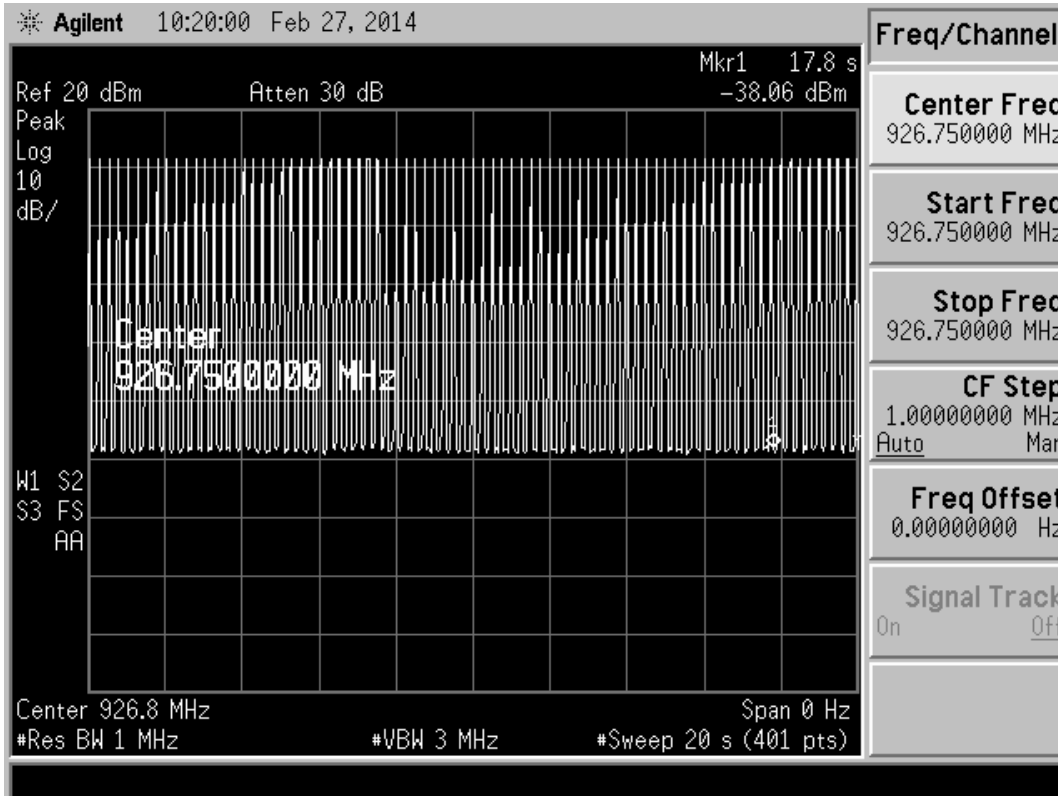 Agilent 10:20:00 Feb 27, 2014
Freq/Channel
Mkr1 17.8 s
Ref 20 dBm Atten 30 dB -38.06 dBm
Peak
Log
10
dB/
Center
926.7500000 MHz
W1 S2
S3 FS
AA
Center 926.8 MHz Span 0 Hz
#Res BW 1 MHz #VBW 3 MHz #Sweep 20 s (401 pts)
Center Freq
926.750000 MHz
Start Freq
926.750000 MHz
Stop Freq
926.750000 MHz
CF Step
1.00000000 MHz
Auto Man
Freq Offset
0.00000000 Hz
Signal Track
On Off